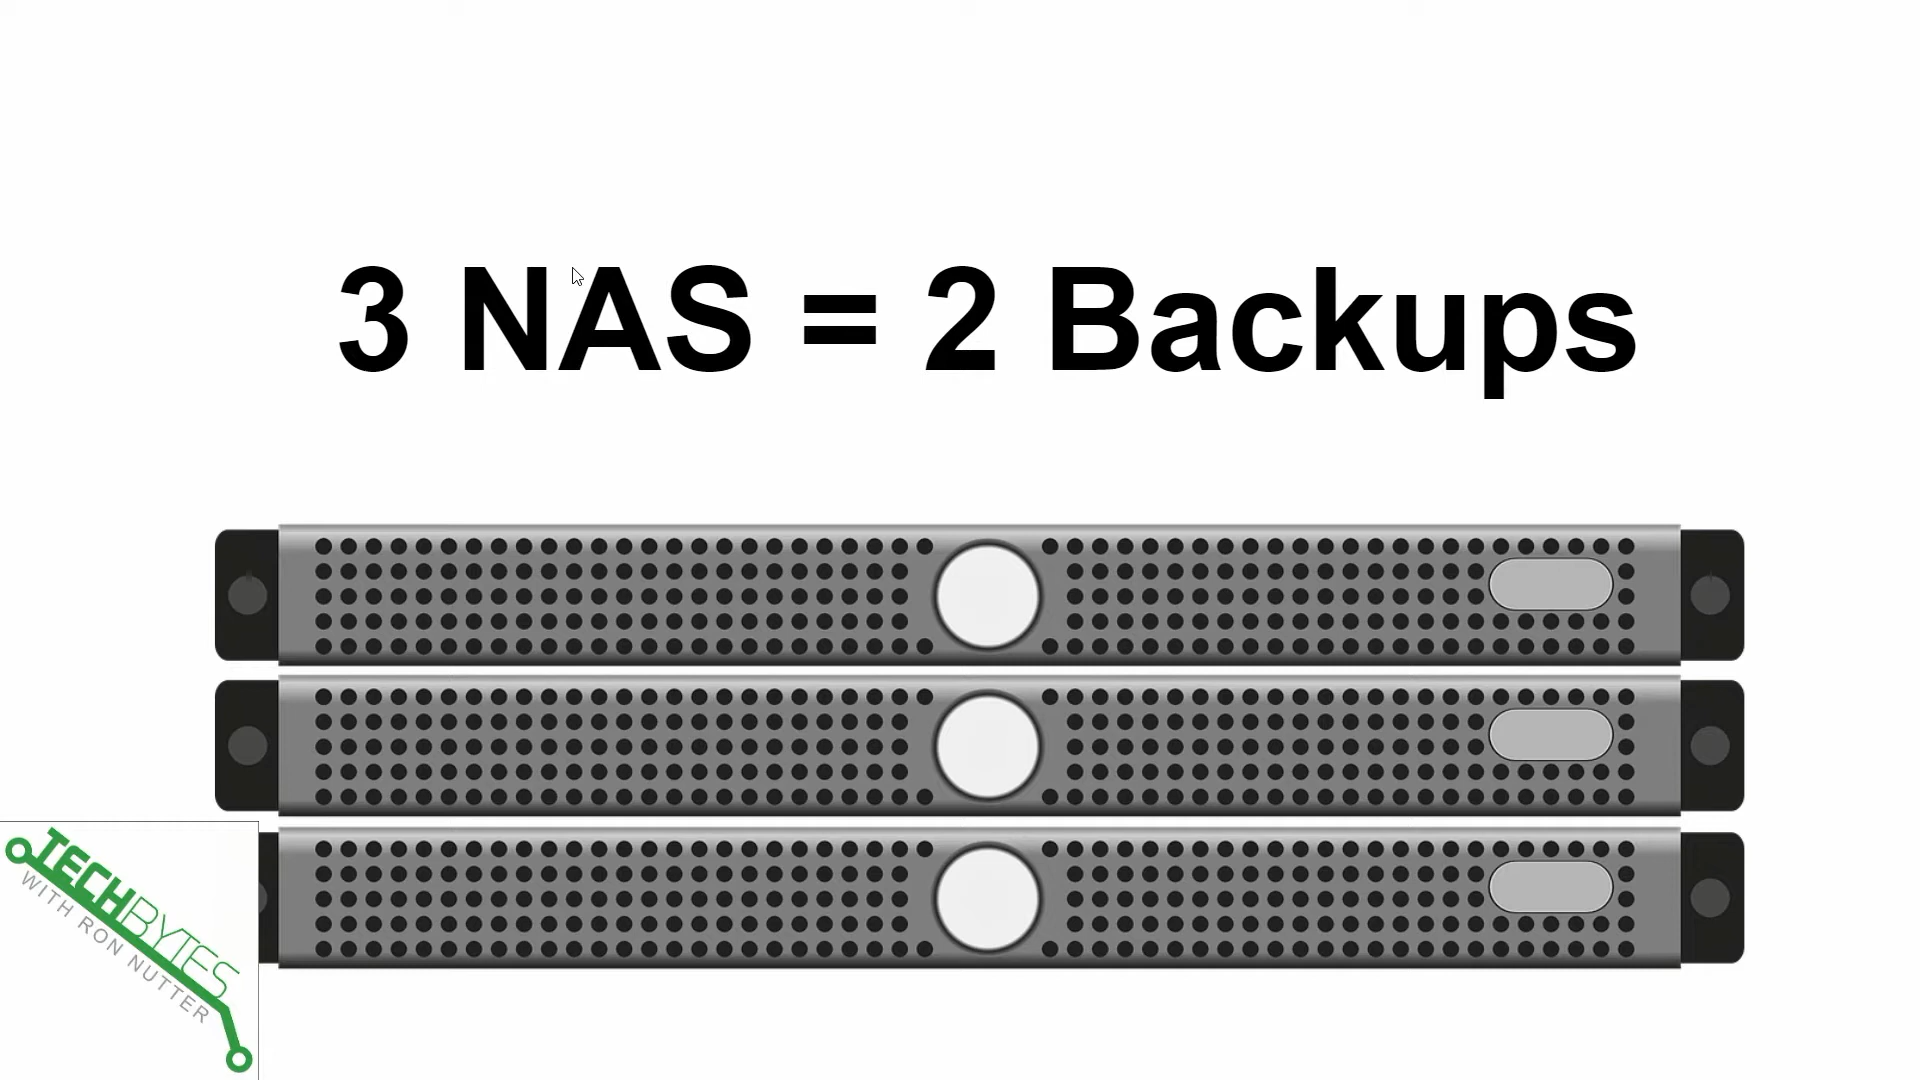 3 NAS = 2 Backups
TECHBYTES
WITH RON NUTTER